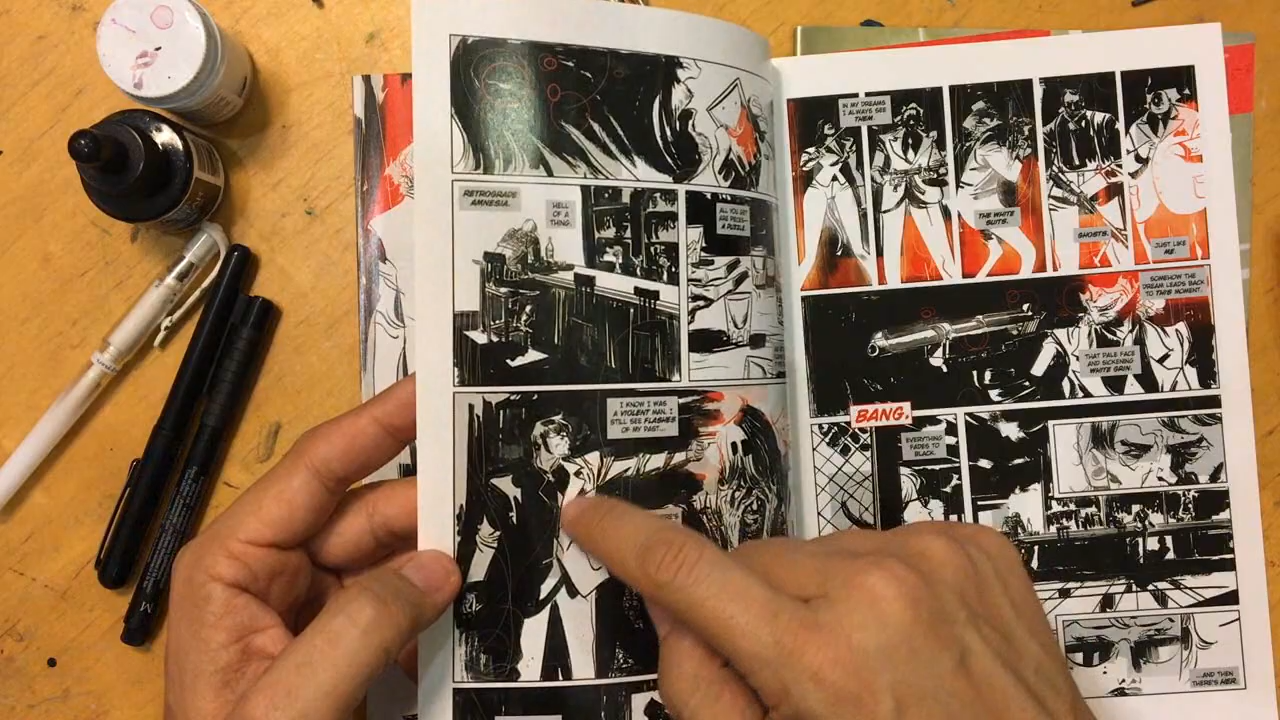 RETROGRADE
AMNESIA.
HELL
OF A
THING.
ALL YOU GET
ARE PIECES—
A PUZZLE.
I KNOW I WAS
A VIOLENT MAN. I
STILL SEE FLASHES
OF MY PAST...
IN MY DREAMS
I ALWAYS SEE
THEM.
THE WHITE
SUITS.
GHOSTS.
JUST LIKE
ME.
SOMEHOW THE
DREAM LEADS BACK
TO THIS MOMENT.
THAT PALE FACE
AND SICKENING
WHITE GRIN.
BANG.
EVERYTHING
FADES TO
BLACK.
...AND THEN
THERE'S HER.
M